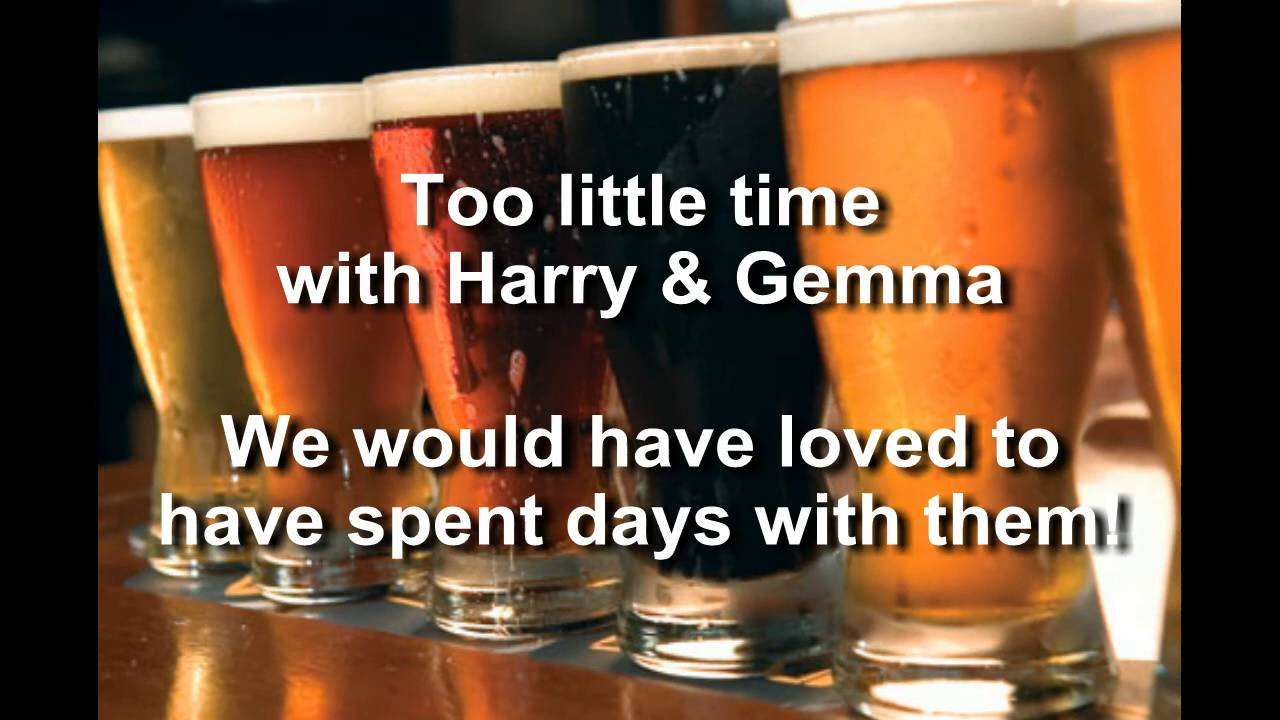 Too little time
with Harry & Gemma
We would have loved to
have spent days with them!